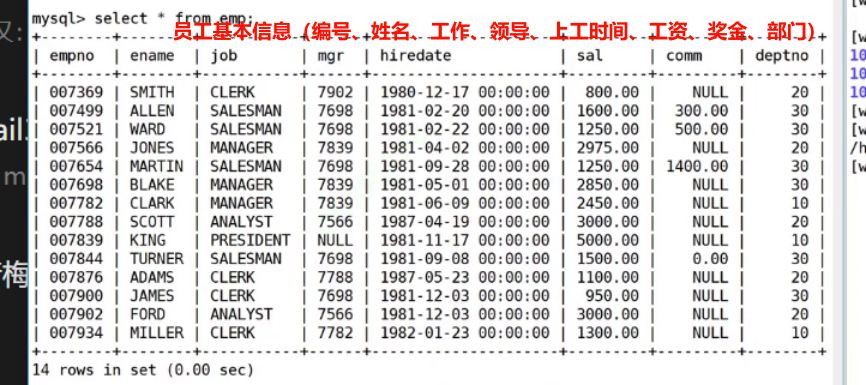 mysql> select * from emp;
员工基本信息（编号、姓名、工作、领导、上工时间、工资、奖金、部门）
+--------+--------+-----------+------+---------------------+---------+---------+--------+
| empno | ename | job | mgr | hiredate | sal | comm | deptno |
+--------+--------+-----------+------+---------------------+---------+---------+--------+
| 007369 | SMITH | CLERK | 7902 | 1980-12-17 00:00:00 | 800.00 | NULL | 20 |
| 007499 | ALLEN | SALESMAN | 7698 | 1981-02-20 00:00:00 | 1600.00 | 300.00 | 30 |
| 007521 | WARD | SALESMAN | 7698 | 1981-02-22 00:00:00 | 1250.00 | 500.00 | 30 |
| 007566 | JONES | MANAGER | 7839 | 1981-04-02 00:00:00 | 2975.00 | NULL | 20 |
| 007654 | MARTIN | SALESMAN | 7698 | 1981-09-28 00:00:00 | 1250.00 | 1400.00 | 30 |
| 007698 | BLAKE | MANAGER | 7839 | 1981-05-01 00:00:00 | 2850.00 | NULL | 30 |
| 007782 | CLARK | MANAGER | 7839 | 1981-06-09 00:00:00 | 2450.00 | NULL | 10 |
| 007788 | SCOTT | ANALYST | 7566 | 1987-04-19 00:00:00 | 3000.00 | NULL | 20 |
| 007839 | KING | PRESIDENT | NULL | 1981-11-17 00:00:00 | 5000.00 | NULL | 10 |
| 007844 | TURNER | SALESMAN | 7698 | 1981-09-08 00:00:00 | 1500.00 | 0.00 | 30 |
| 007876 | ADAMS | CLERK | 7788 | 1987-05-23 00:00:00 | 1100.00 | NULL | 20 |
| 007900 | JAMES | CLERK | 7698 | 1981-12-03 00:00:00 | 950.00 | NULL | 30 |
| 007902 | FORD | ANALYST | 7566 | 1981-12-03 00:00:00 | 3000.00 | NULL | 20 |
| 007934 | MILLER | CLERK | 7782 | 1982-01-23 00:00:00 | 1300.00 | NULL | 10 |
+--------+--------+-----------+------+---------------------+---------+---------+--------+
14 rows in set (0.00 sec)